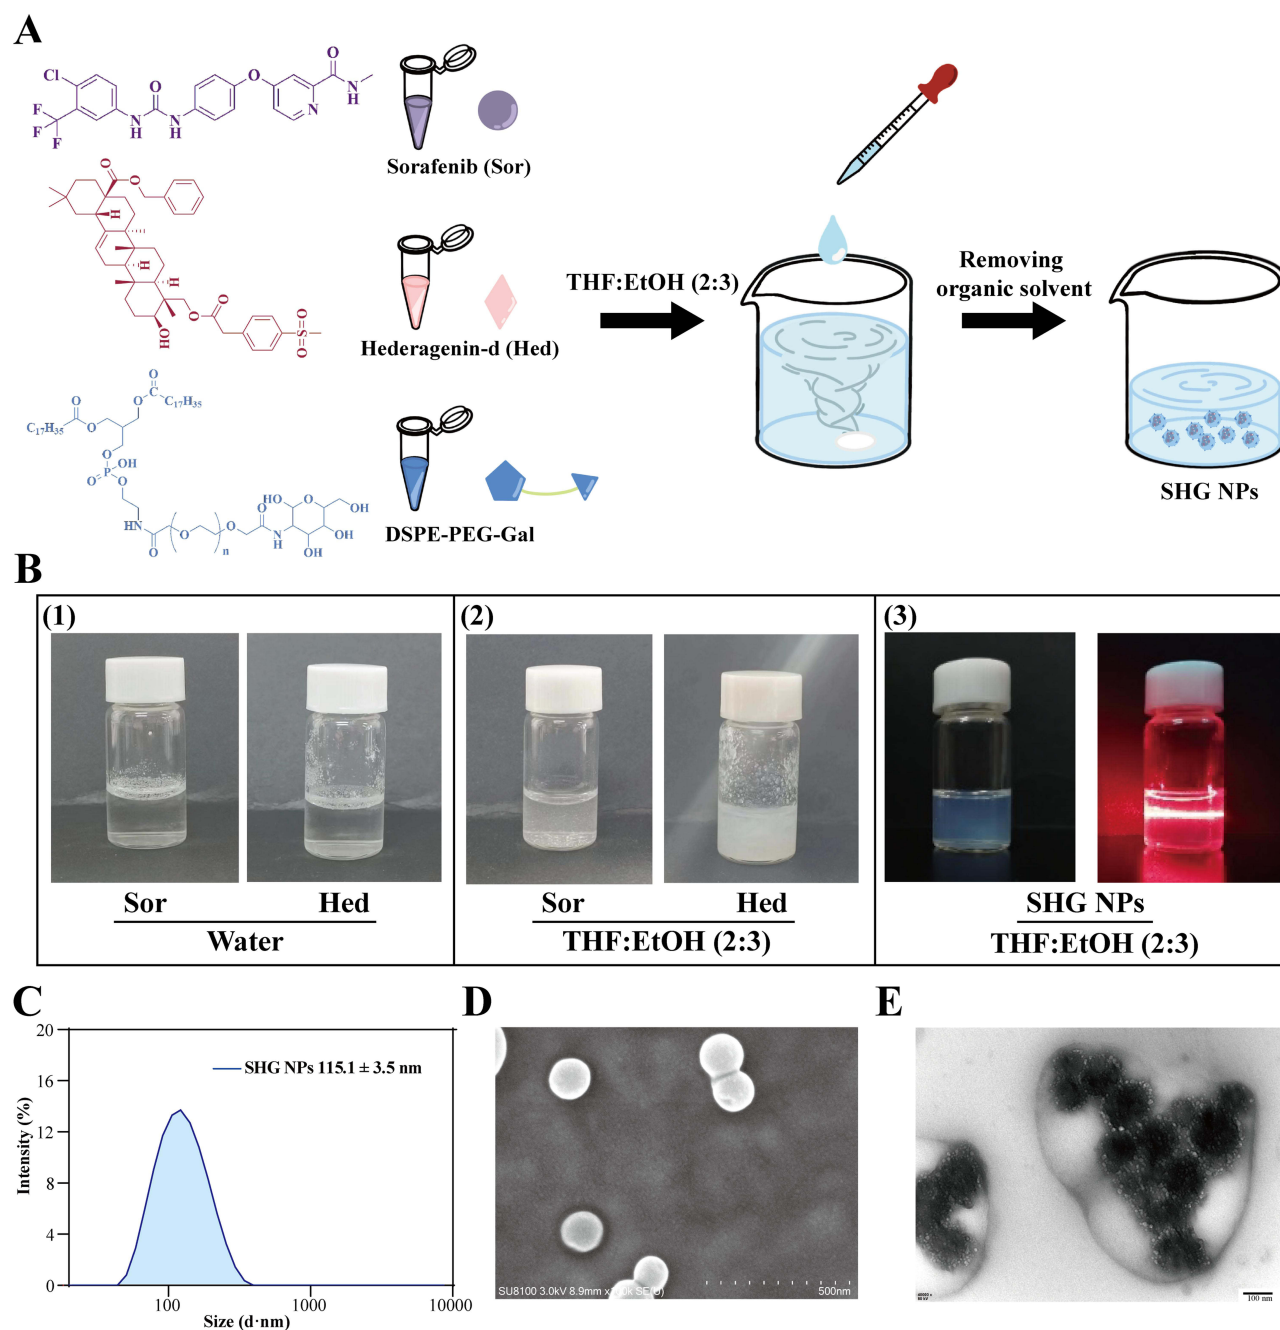 A
Cl
F
F
F
N
H
O
N
H
O
O
N
H
N
Sorafenib (Sor)
O
O
H
H
H
HO
O
O
O
S
O
Hederagenin-d (Hed)
THF:EtOH (2:3)
Removing
organic solvent
O
C₁₇H₃₅
O
O
C₁₇H₃₅
O
O
OH
P
O
O
HN
O
O
n
O
O
N
H
HO
O
OH
OH
OH
DSPE-PEG-Gal
SHG NPs
B
(1)
(2)
(3)
Sor
Hed
Sor
Hed
SHG NPs
Water
THF:EtOH (2:3)
THF:EtOH (2:3)
C
20
16
12
8
4
0
Intensity (%)
SHG NPs 115.1 ± 3.5 nm
100
1000
10000
Size (d·nm)
D
500nm
E
100 nm